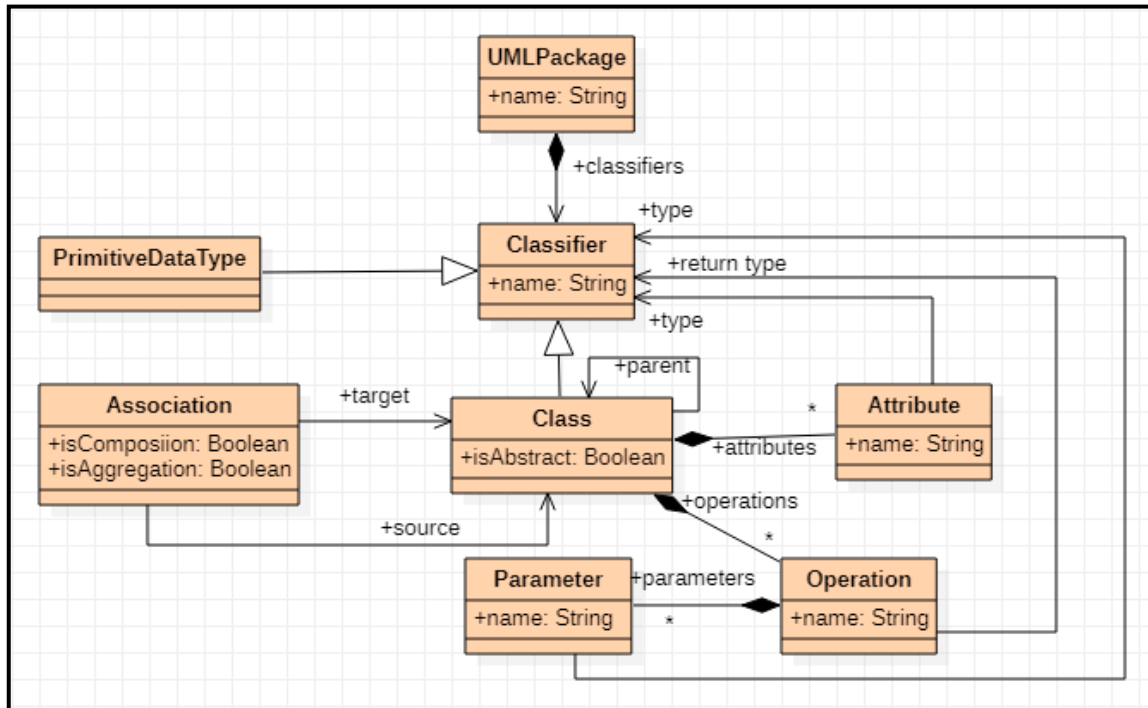 UMLPackage
+name: String
+classifiers
+type
PrimitiveDataType
Classifier
+name: String
+return type
+type
+parent
Association
+isComposiion: Boolean
+isAggregation: Boolean
+target
Class
+isAbstract: Boolean
*
+attributes
Attribute
+name: String
+operations
*
+source
Parameter
+name: String
+parameters
*
Operation
+name: String